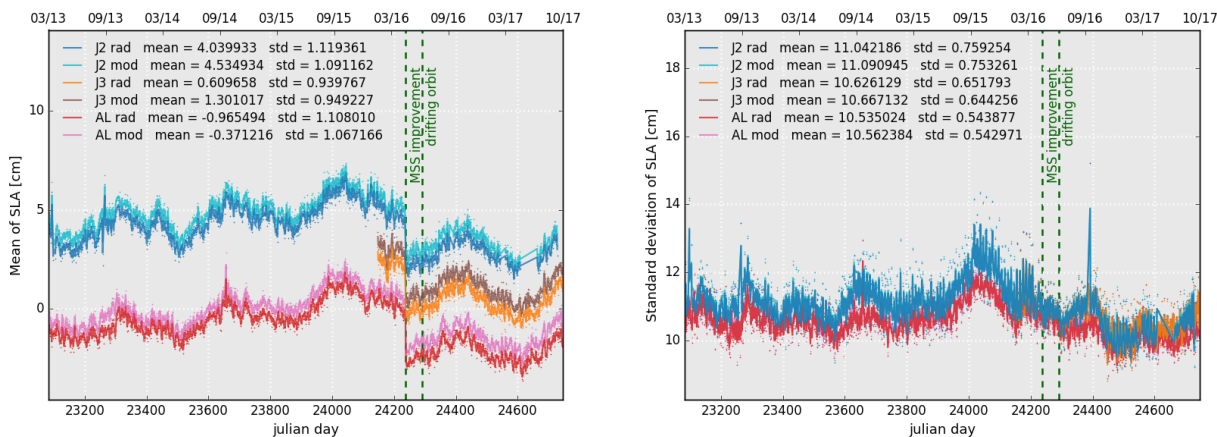 03/13 09/13 03/14 09/14 03/15 09/15 03/16 09/16 03/17 10/17
J2 rad mean = 4.039933 std = 1.119361
J2 mod mean = 4.534934 std = 1.091162
J3 rad mean = 0.609658 std = 0.939767
J3 mod mean = 1.301017 std = 0.949227
AL rad mean = -0.965494 std = 1.108010
AL mod mean = -0.371216 std = 1.067166
MSS improvement
drifting orbit
Mean of SLA [cm]
10
5
0
23200 23400 23600 23800 24000 24200 24400 24600
julian day
03/13 09/13 03/14 09/14 03/15 09/15 03/16 09/16 03/17 10/17
J2 rad mean = 11.042186 std = 0.759254
J2 mod mean = 11.090945 std = 0.753261
J3 rad mean = 10.626129 std = 0.651793
J3 mod mean = 10.667132 std = 0.644256
AL rad mean = 10.535024 std = 0.543877
AL mod mean = 10.562384 std = 0.542971
MSS improvement
drifting orbit
Standard deviation of SLA [cm]
18
16
14
12
10
23200 23400 23600 23800 24000 24200 24400 24600
julian day